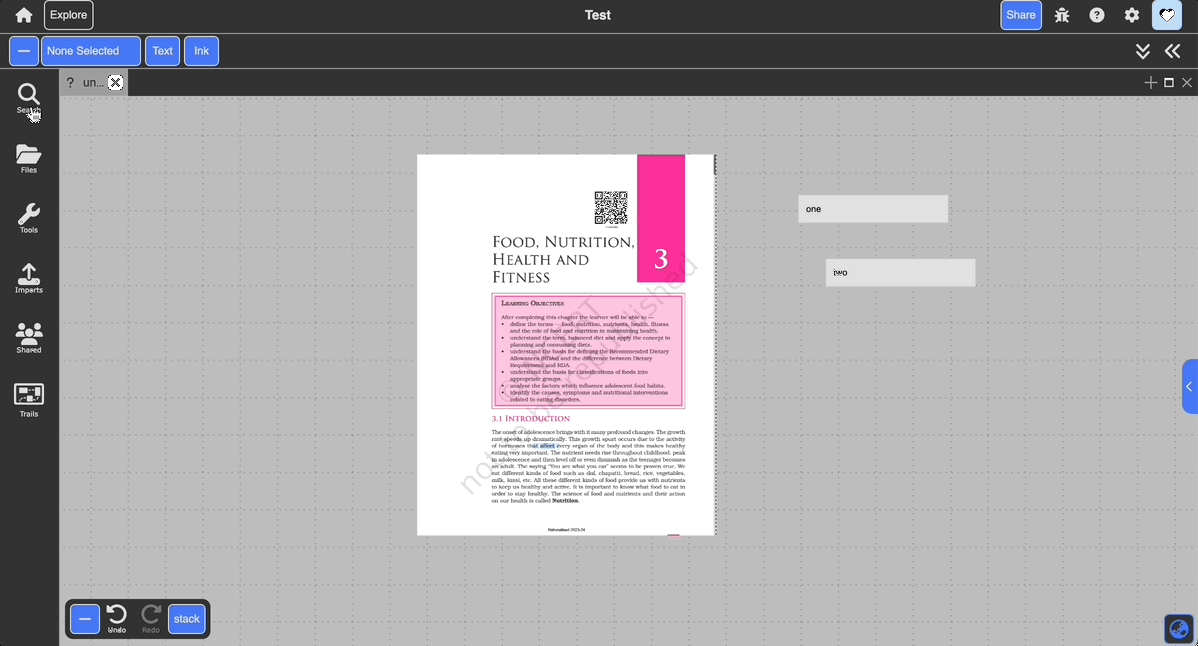 Explore
Test
Share
None Selected
Text
Ink
? un...
Search
Files
Tools
Imports
Shared
Trails
FOOD, NUTRITION,
HEALTH AND
FITNESS
3
LEARNING OBJECTIVES
After completing this chapter the learner will be able to —
• define the terms — food, nutrition, nutrients, health, fitness
and the role of food and nutrition in maintaining health.
• understand the term, balanced diet and apply the concept in
planning and consuming diets.
• understand the basis for defining the Recommended Dietary
Allowances (RDAs) and the difference between Dietary
Requirement and RDA.
• understand the basis for classifications of foods into
appropriate groups.
• analyse the factors which influence adolescent food habits.
• identify the causes, symptoms and nutritional interventions
related to eating disorders.
3.1 INTRODUCTION
The onset of adolescence brings with it many profound changes. The growth
rate speeds up dramatically. This growth spurt occurs due to the activity
of hormones that affect every organ of the body and this makes healthy
eating very important. The nutrient needs rise throughout childhood, peak
in adolescence and then level off or even diminish as the teenager becomes
an adult. The saying "You are what you eat" seems to be proven true. We
eat different kinds of food such as dal, chapatti, bread, rice, vegetables,
milk, lassi, etc. All these different kinds of food provide us with nutrients
to keep us healthy and active. It is important to know what food to eat in
order to stay healthy. The science of food and nutrients and their action
on our health is called Nutrition.
Rationalised 2023-24
not to be republished
one
two
Undo
Redo
stack